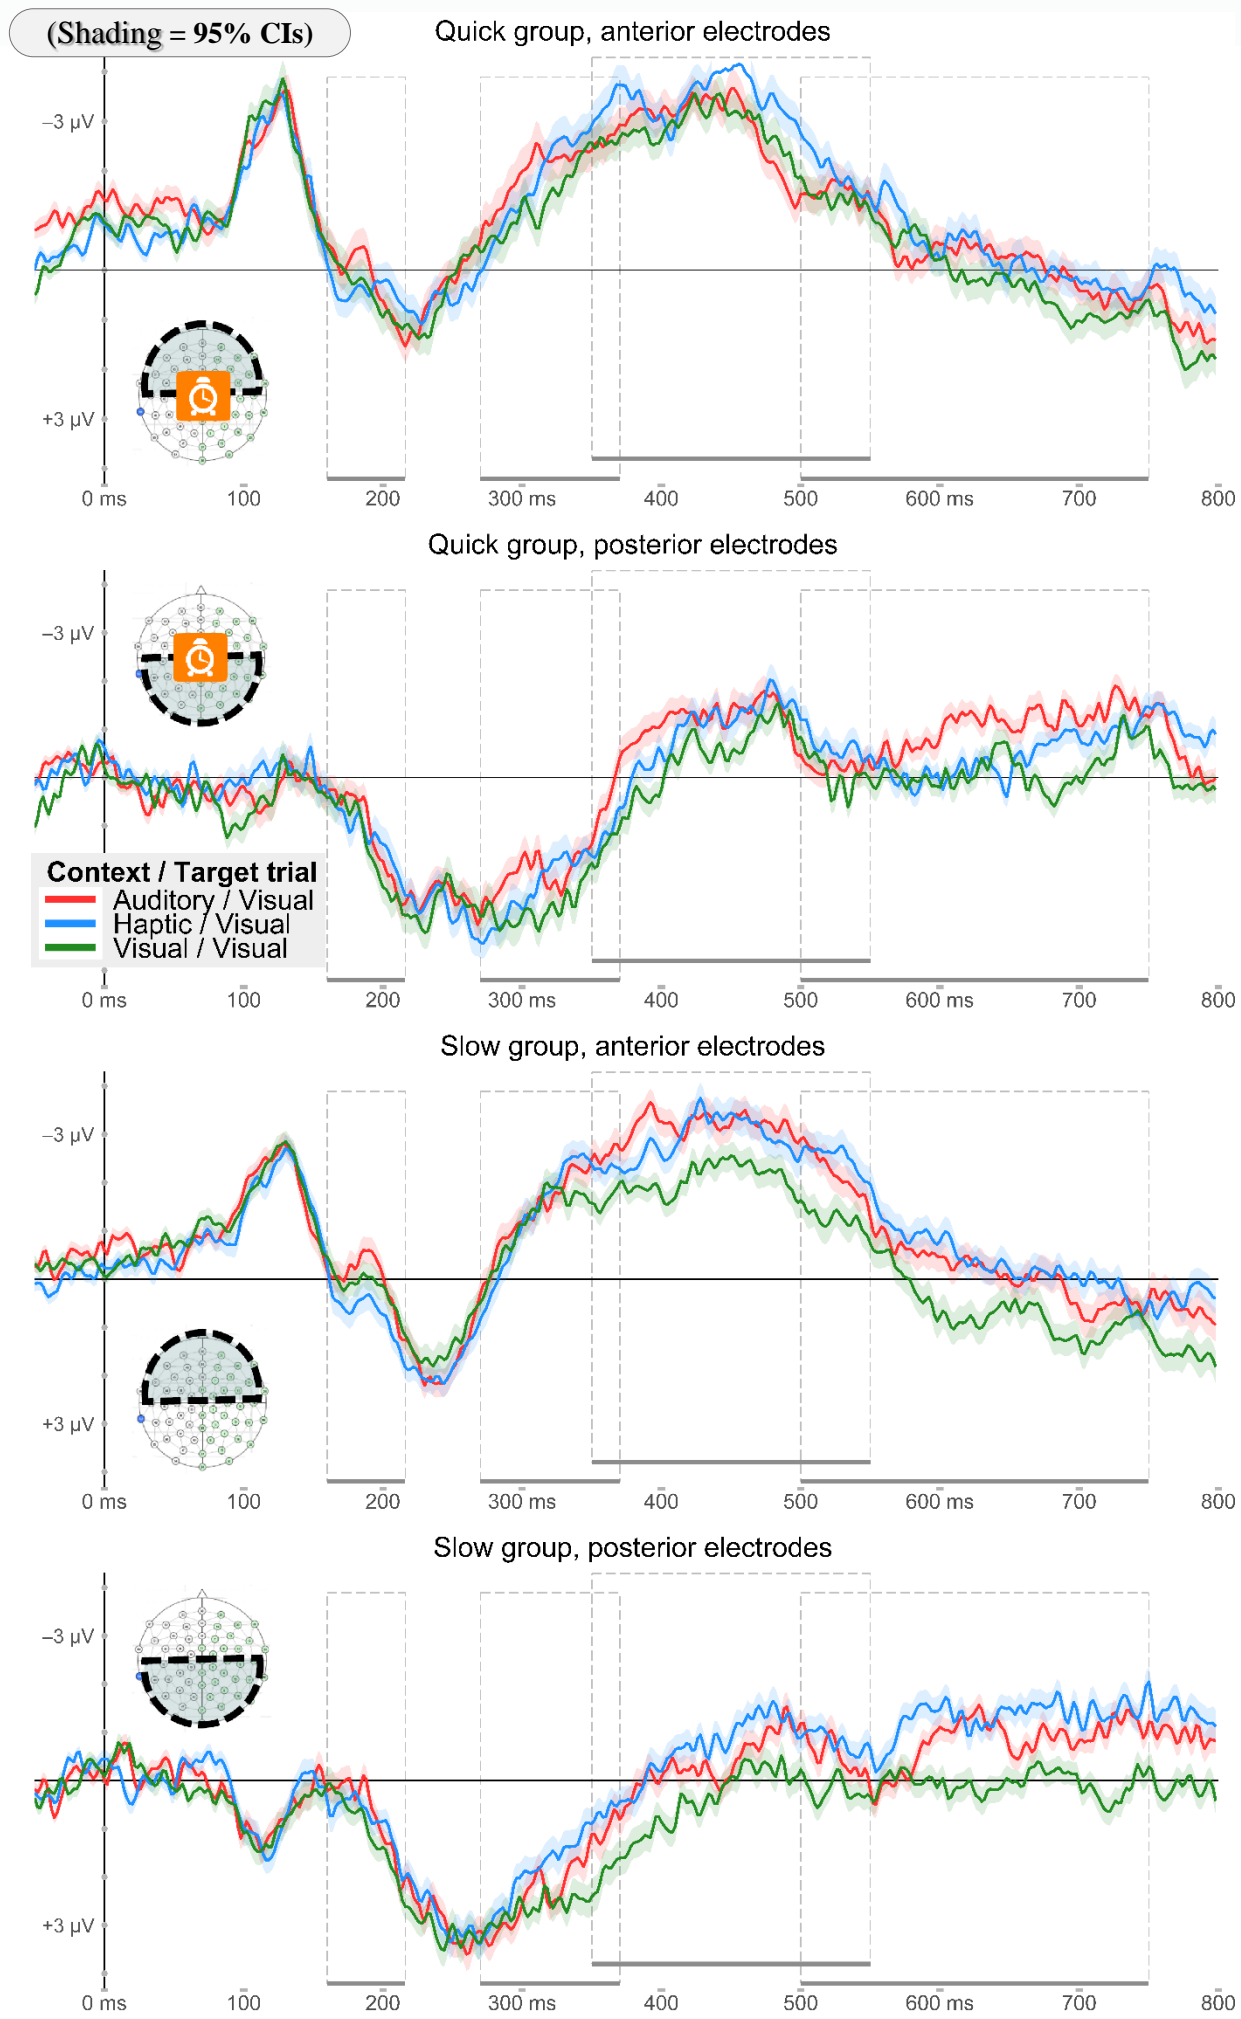 (Shading = 95% CIs)
Quick group, anterior electrodes
–3 µV
+3 µV
0 ms 100 200 300 ms 400 500 600 ms 700 800
Quick group, posterior electrodes
–3 µV
Context / Target trial
Auditory / Visual
Haptic / Visual
Visual / Visual
0 ms 100 200 300 ms 400 500 600 ms 700 800
Slow group, anterior electrodes
–3 µV
+3 µV
0 ms 100 200 300 ms 400 500 600 ms 700 800
Slow group, posterior electrodes
–3 µV
+3 µV
0 ms 100 200 300 ms 400 500 600 ms 700 800